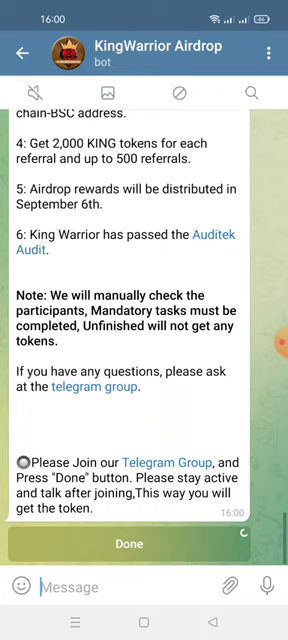 16:00
46
KingWarrior Airdrop
bot
chain-BSC address.
4: Get 2,000 KING tokens for each
referral and up to 500 referrals.
5: Airdrop rewards will be distributed in
September 6th.
6: King Warrior has passed the Auditek
Audit.
Note: We will manually check the
participants, Mandatory tasks must be
completed, Unfinished will not get any
tokens.
If you have any questions, please ask
at the telegram group.
🔘Please Join our Telegram Group, and
Press "Done" button. Please stay active
and talk after joining,This way you will
get the token.
16:00
Done
Message